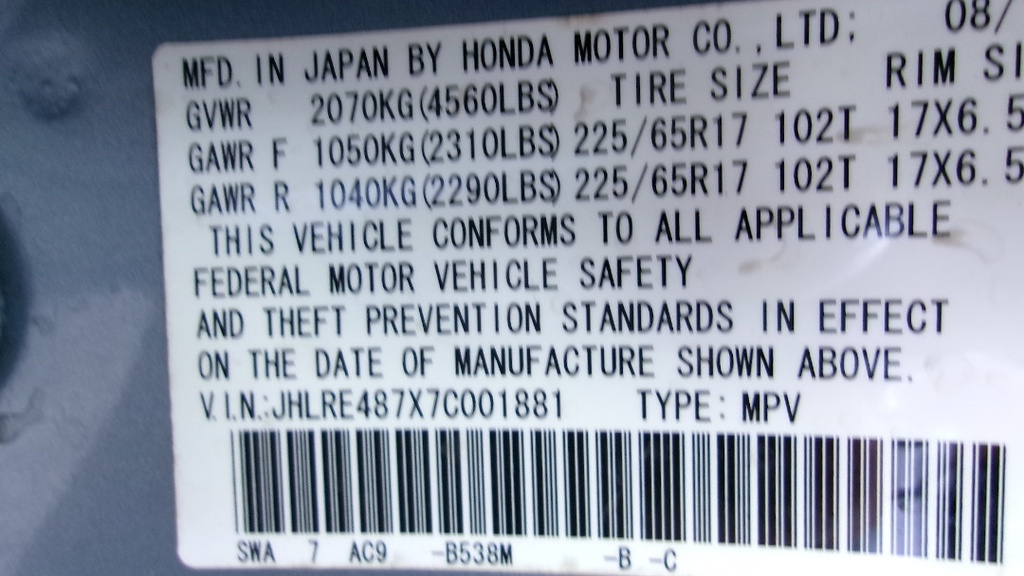 MFD. IN JAPAN BY HONDA MOTOR CO., LTD; 08/
GVWR 2070KG(4560LBS) TIRE SIZE RIM SI
GAWR F 1050KG(2310LBS) 225/65R17 102T 17X6.5
GAWR R 1040KG(2290LBS) 225/65R17 102T 17X6.5
THIS VEHICLE CONFORMS TO ALL APPLICABLE
FEDERAL MOTOR VEHICLE SAFETY
AND THEFT PREVENTION STANDARDS IN EFFECT
ON THE DATE OF MANUFACTURE SHOWN ABOVE.
V.I.N.:JHLRE487X7C001881 TYPE: MPV
SWA 7 AC9 -B538M -B -C